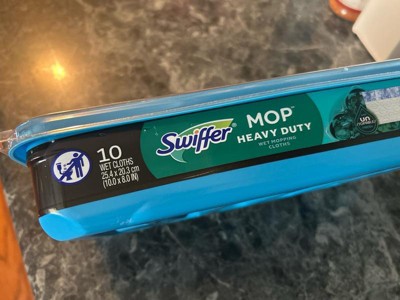 10
WET CLOTHS
25.4 x 20.3 cm
(10.0 x 8.0 IN)
Swiffer
MOP
HEAVY DUTY
WET MOPPING
CLOTHS
un